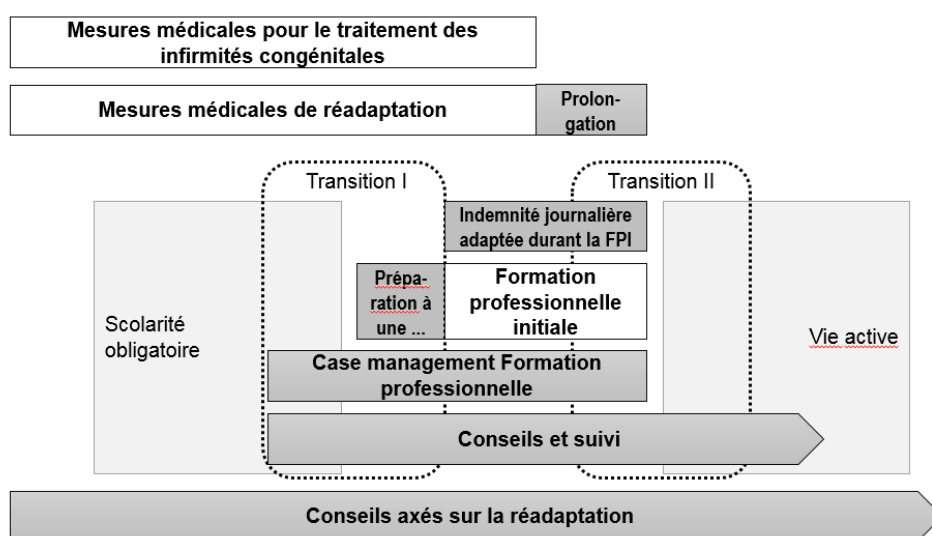 Mesures médicales pour le traitement des
infirmités congénitales
Mesures médicales de réadaptation
Prolon-
gation
Transition I
Transition II
Indemnité journalière
adaptée durant la FPI
Prépa-
ration à
une ...
Formation
professionnelle
initiale
Scolarité
obligatoire
Vie active
Case management Formation
professionnelle
Conseils et suivi
Conseils axés sur la réadaptation